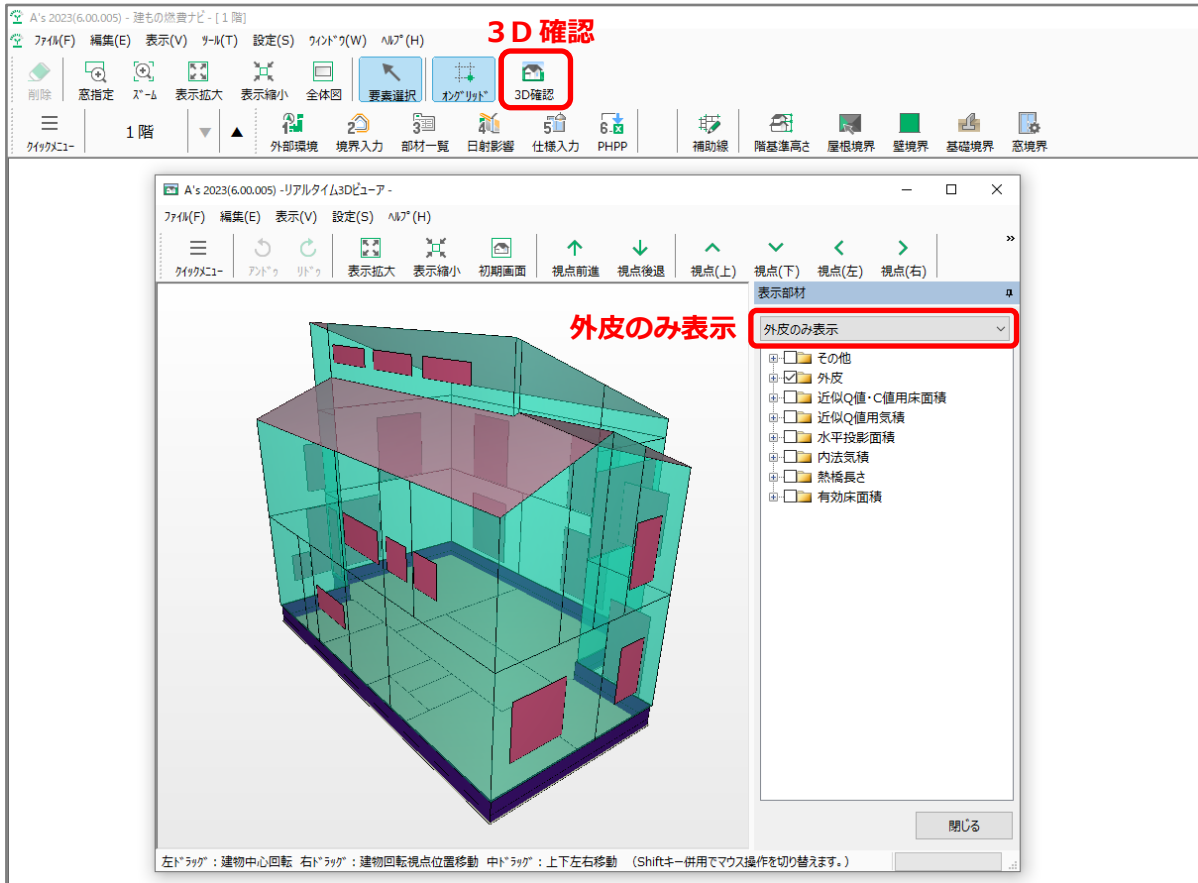 A's 2023(6.00.005) - 建もの燃費ナビ - [ 1 階]
ﾌｧｲﾙ(F) 編集(E) 表示(V) ﾂｰﾙ(T) 設定(S) ｳｨﾝﾄﾞｳ(W) ﾍﾙﾌﾟ(H)
3D確認
削除 窓指定 ｽﾞｰﾑ 表示拡大 表示縮小 全体図 要素選択 ｵﾝｸﾞﾘｯﾄﾞ 3D確認
ｸｲｯｸﾒﾆｭｰ 1 階 ▼ ▲ 1 外部環境 2 境界入力 3 部材一覧 4 日射影響 5 仕様入力 6 PHPP 補助線 階基準高さ 屋根境界 壁境界 基礎境界 窓境界
A's 2023(6.00.005) -リアルタイム3Dビューア -
ﾌｧｲﾙ(F) 編集(E) 表示(V) 設定(S) ﾍﾙﾌﾟ(H)
ｸｲｯｸﾒﾆｭｰ ｱﾝﾄﾞｩ ﾘﾄﾞｩ 表示拡大 表示縮小 初期画面 視点前進 視点後退 視点(上) 視点(下) 視点(左) 視点(右) »
表示部材
外皮のみ表示
外皮のみ表示
その他
外皮
近似Q値・C値用床面積
近似Q値用気積
水平投影面積
内法気積
熱橋長さ
有効床面積
閉じる
左ﾄﾞﾗｯｸﾞ：建物中心回転 右ﾄﾞﾗｯｸﾞ：建物回転視点位置移動 中ﾄﾞﾗｯｸﾞ：上下左右移動 （Shiftキー併用でマウス操作を切り替えます。）